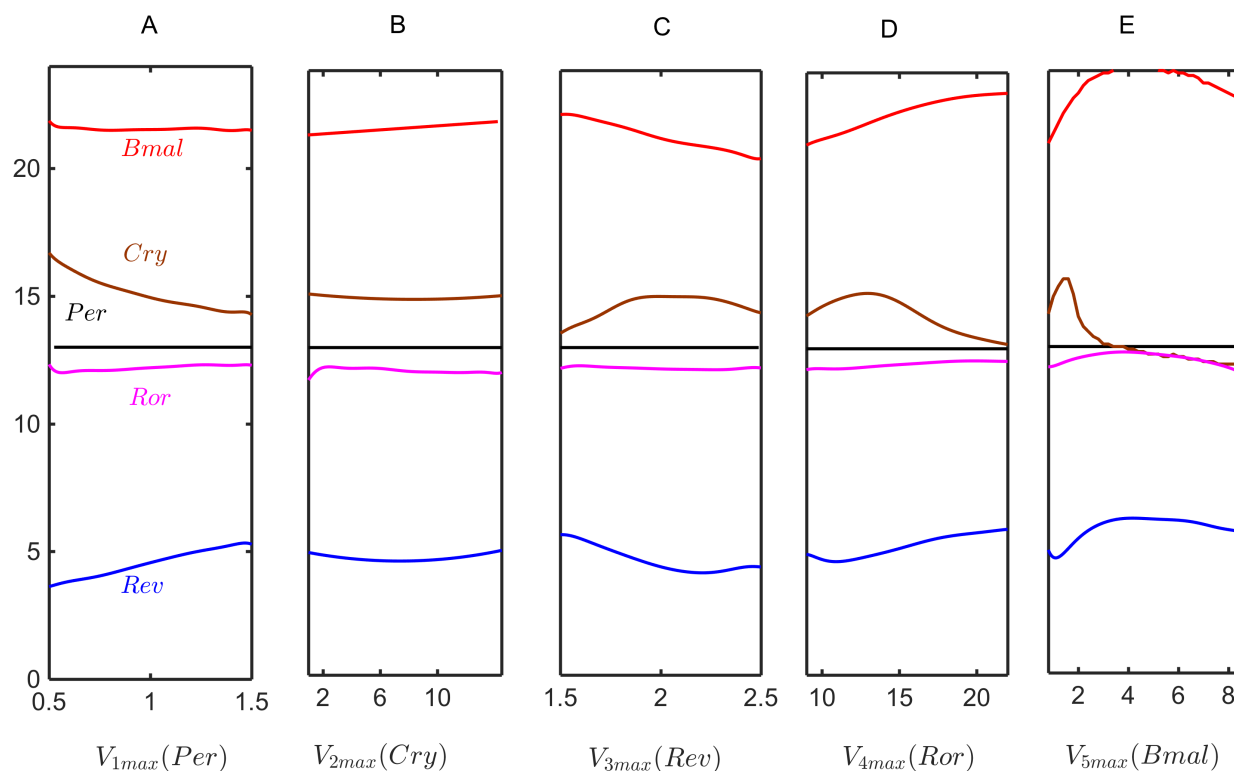 A B C D E
20
15
10
5
0
Bmal
Cry
Per
Ror
Rev
0.5 1 1.5 2 6 10 1.5 2 2.5 10 15 20 2 4 6 8
V1max(Per) V2max(Cry) V3max(Rev) V4max(Ror) V5max(Bmal)